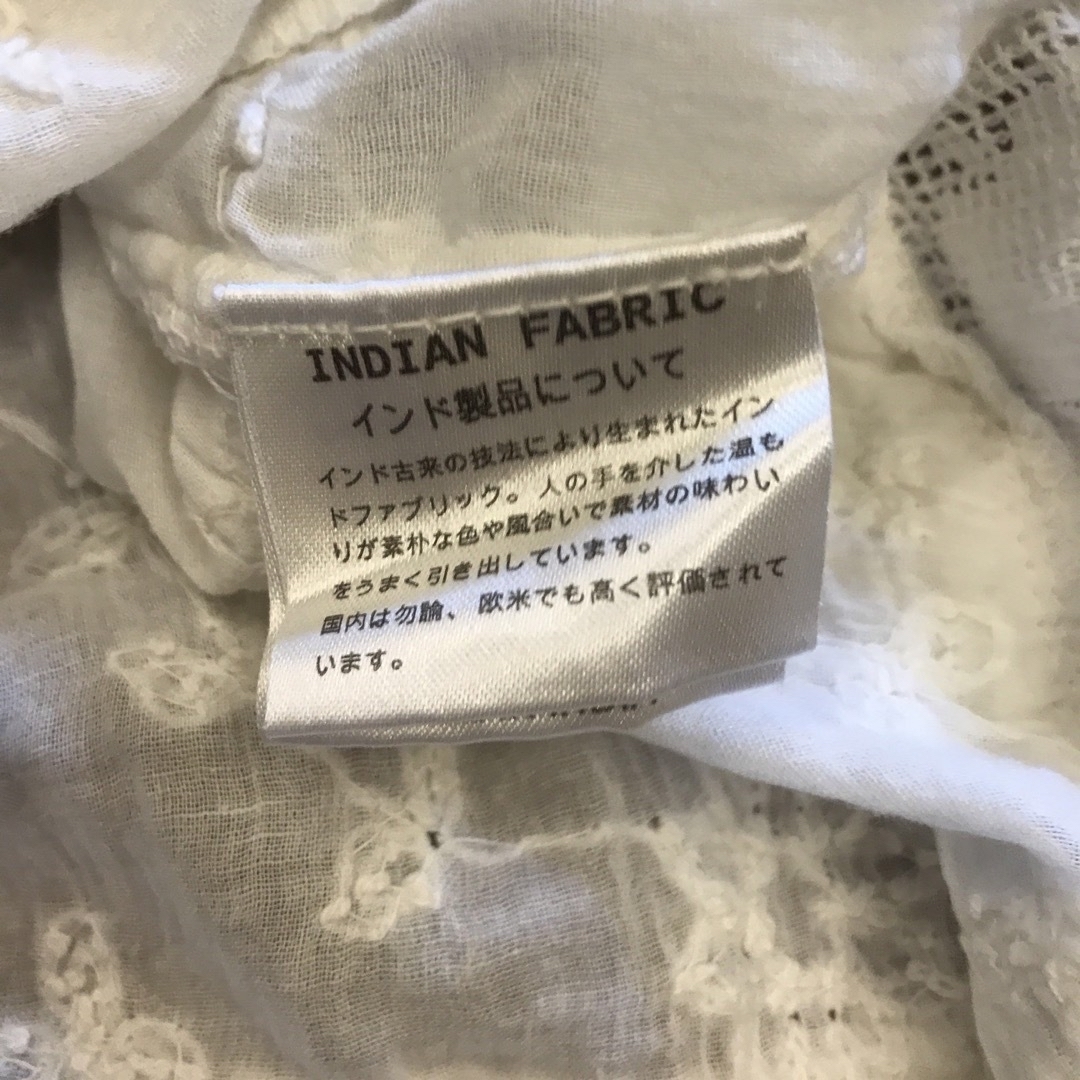 INDIAN FABRIC
インド製品について
インド古来の技法により生まれたイン
ドファブリック。人の手を介した温も
りが素朴な色や風合いで素材の味わい
をうまく引き出しています。
国内は勿論、欧米でも高く評価されて
います。